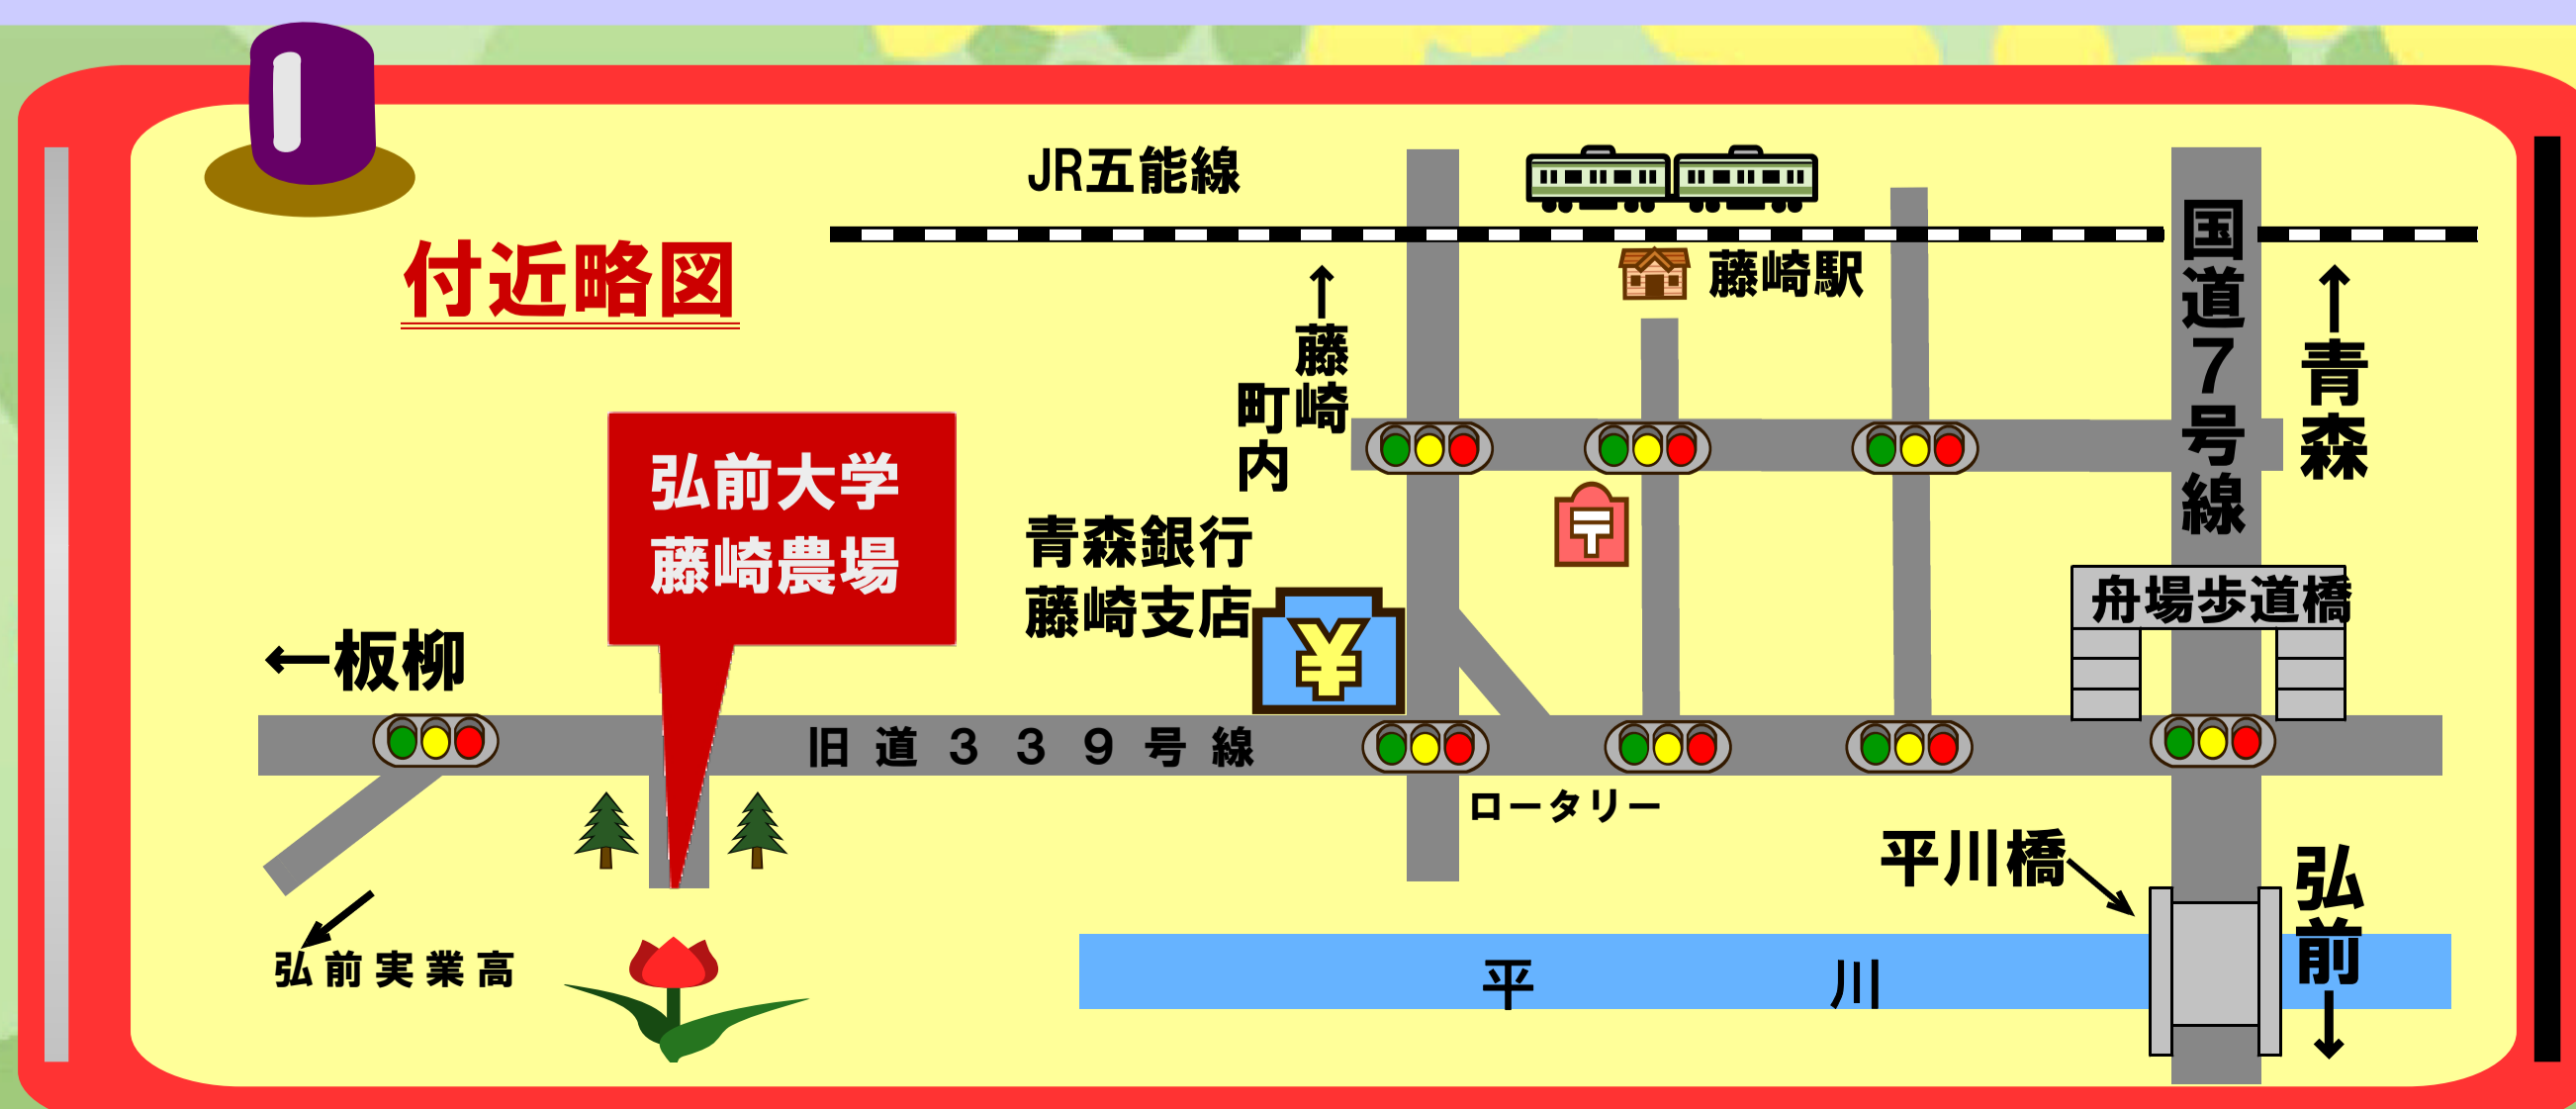 付近略図
JR五能線
藤崎駅
国道7号線
↑青森
↑藤崎
町内
弘前大学
藤崎農場
青森銀行
藤崎支店
舟場歩道橋
←板柳
旧道339号線
ロータリー
平川橋
弘前↓
弘前実業高
平川